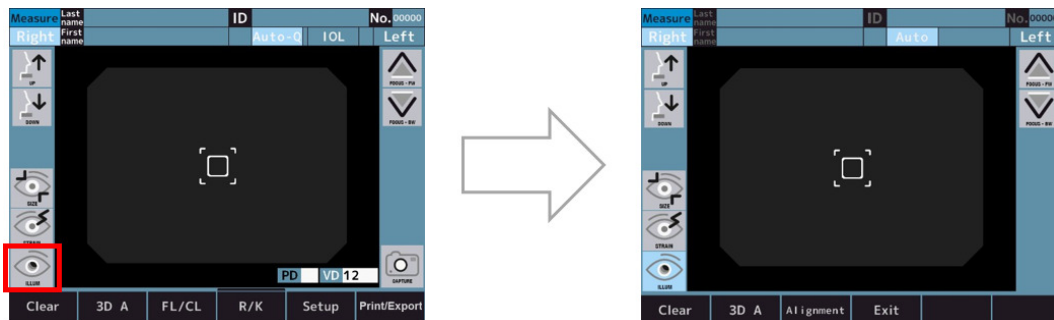 Measure Last name ID No. 00000
Right First name Auto-Q IOL Left
UP
FOCUS - FW
DOWN
FOCUS - BW
SIZE
STRAIN
ILLUM
CAPTURE
PD VD 12
Clear 3D A FL/CL R/K Setup Print/Export
Measure Last name ID No. 0000
Right First name Auto Left
UP
FOCUS - FW
DOWN
FOCUS - BW
SIZE
STRAIN
ILLUM
Clear 3D A Alignment Exit